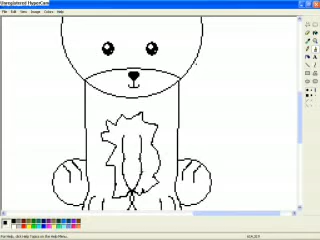 Unregistered HyperCam
File Edit View Image Colors Help
For Help, click Help Topics on the Help Menu.